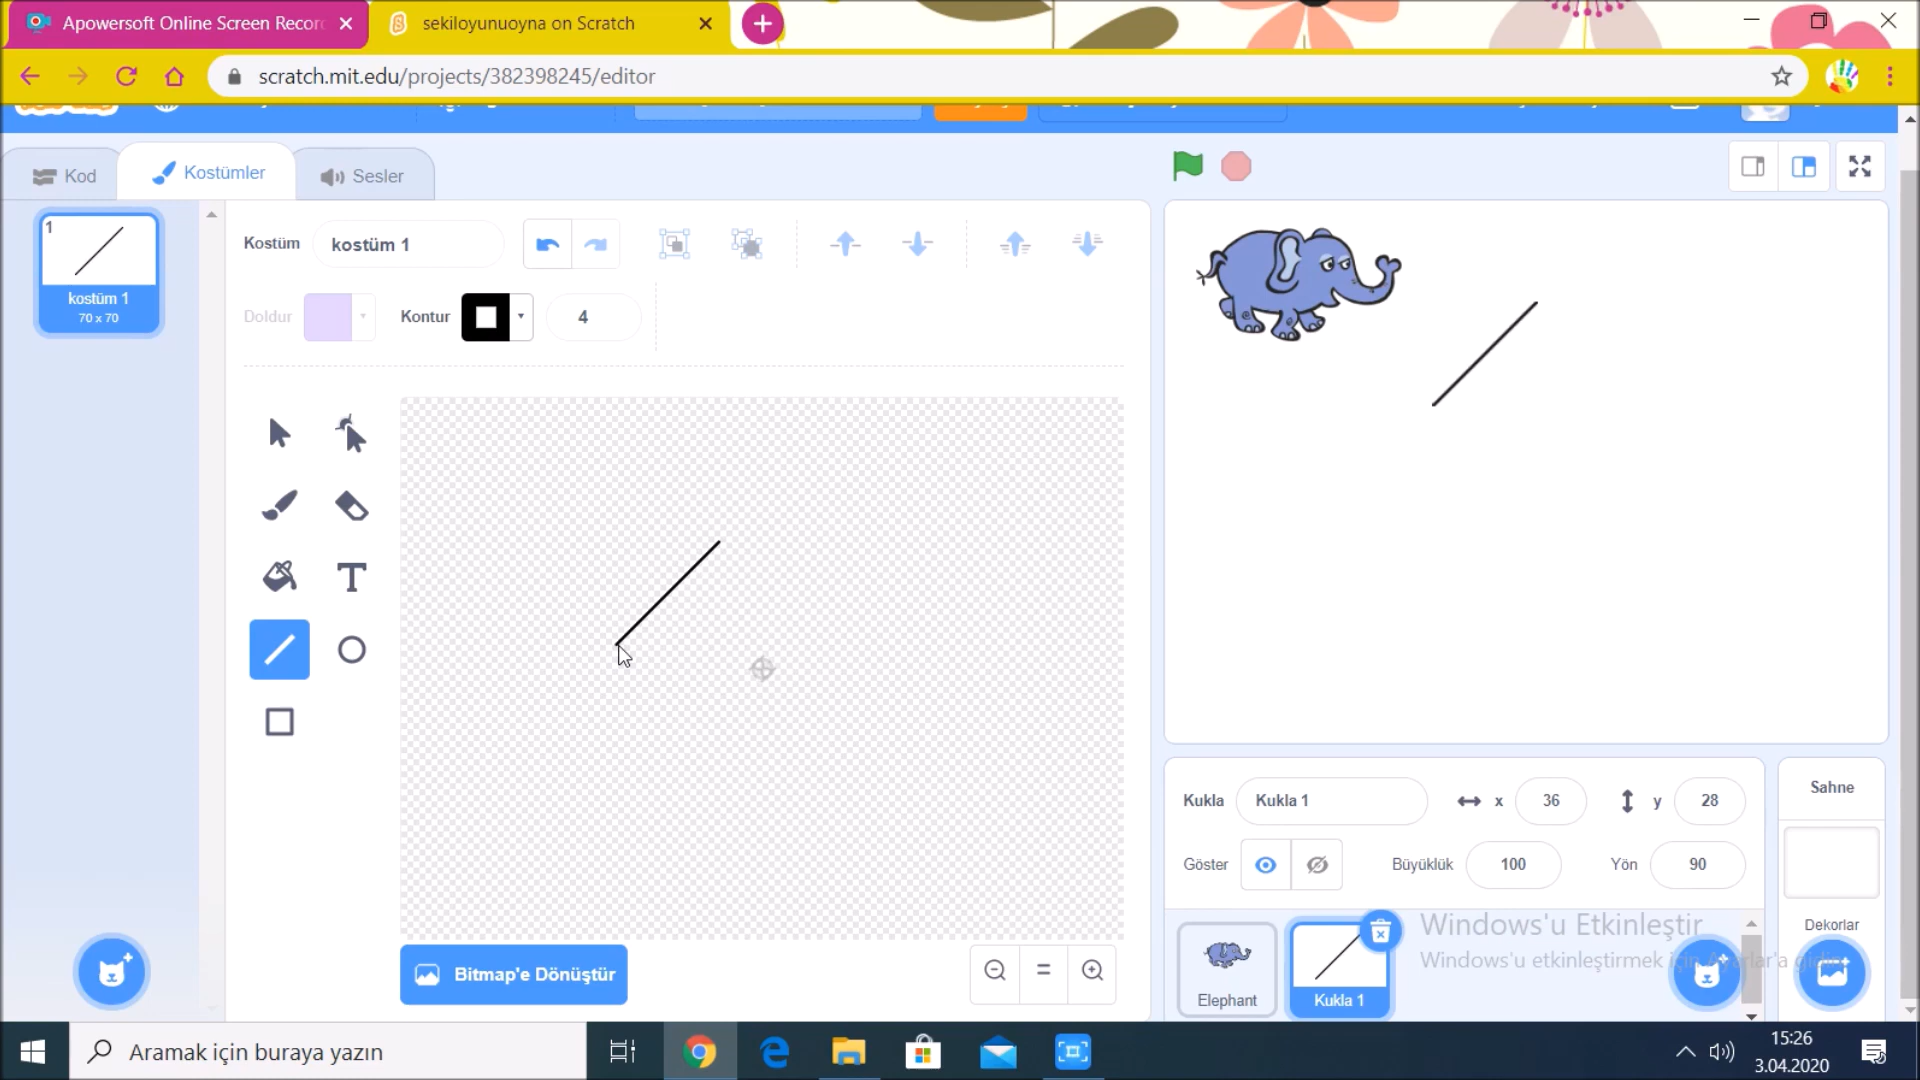 Apowersoft Online Screen Recor
sekiloyunuoyna on Scratch
scratch.mit.edu/projects/382398245/editor
Kod
Kostümler
Sesler
1
kostüm 1
70 x 70
Kostüm
kostüm 1
Doldur
Kontur
4
Bitmap'e Dönüştür
Kukla
Kukla 1
x
36
y
28
Göster
Büyüklük
100
Yön
90
Sahne
Dekorlar
Elephant
Kukla 1
Windows'u Etkinleştir
Windows'u etkinleştirmek için Ayarlar'a gidin.
Aramak için buraya yazın
15:26
3.04.2020